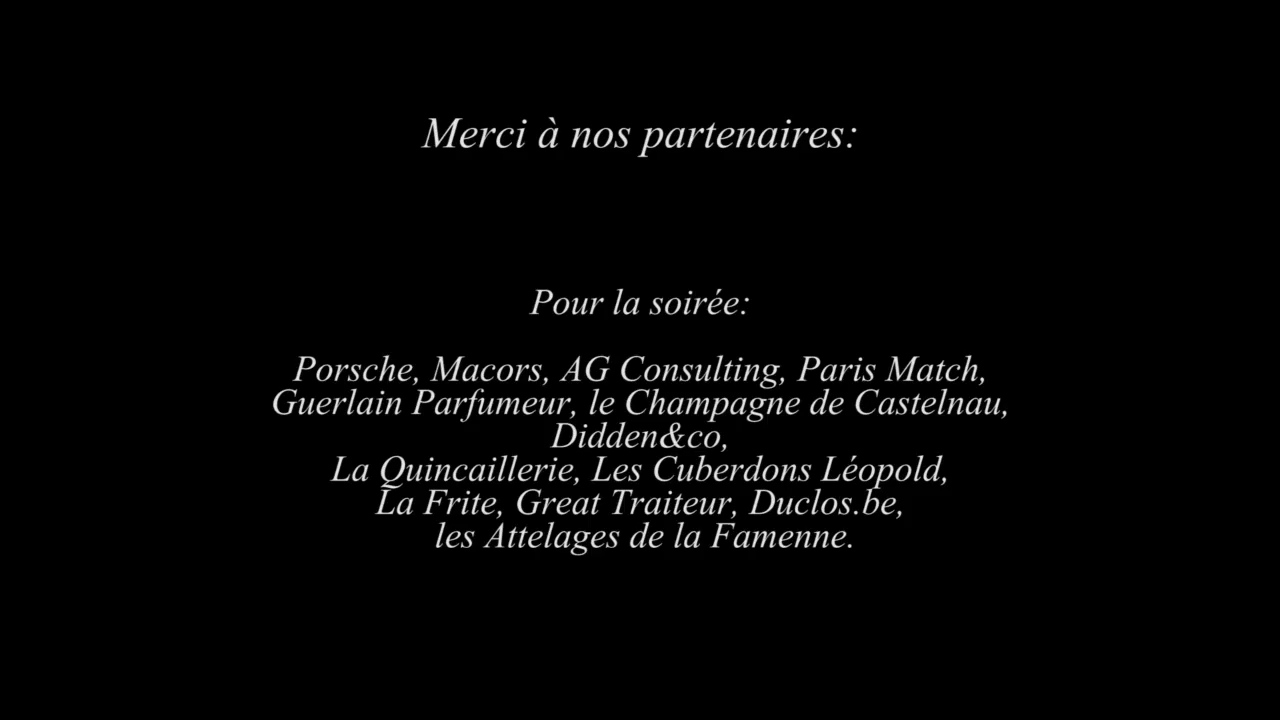 Merci à nos partenaires:
Pour la soirée:
Porsche, Macors, AG Consulting, Paris Match,
Guerlain Parfumeur, le Champagne de Castelnau,
Didden&co,
La Quincaillerie, Les Cuberdons Léopold,
La Frite, Great Traiteur, Duclos.be,
les Attelages de la Famenne.